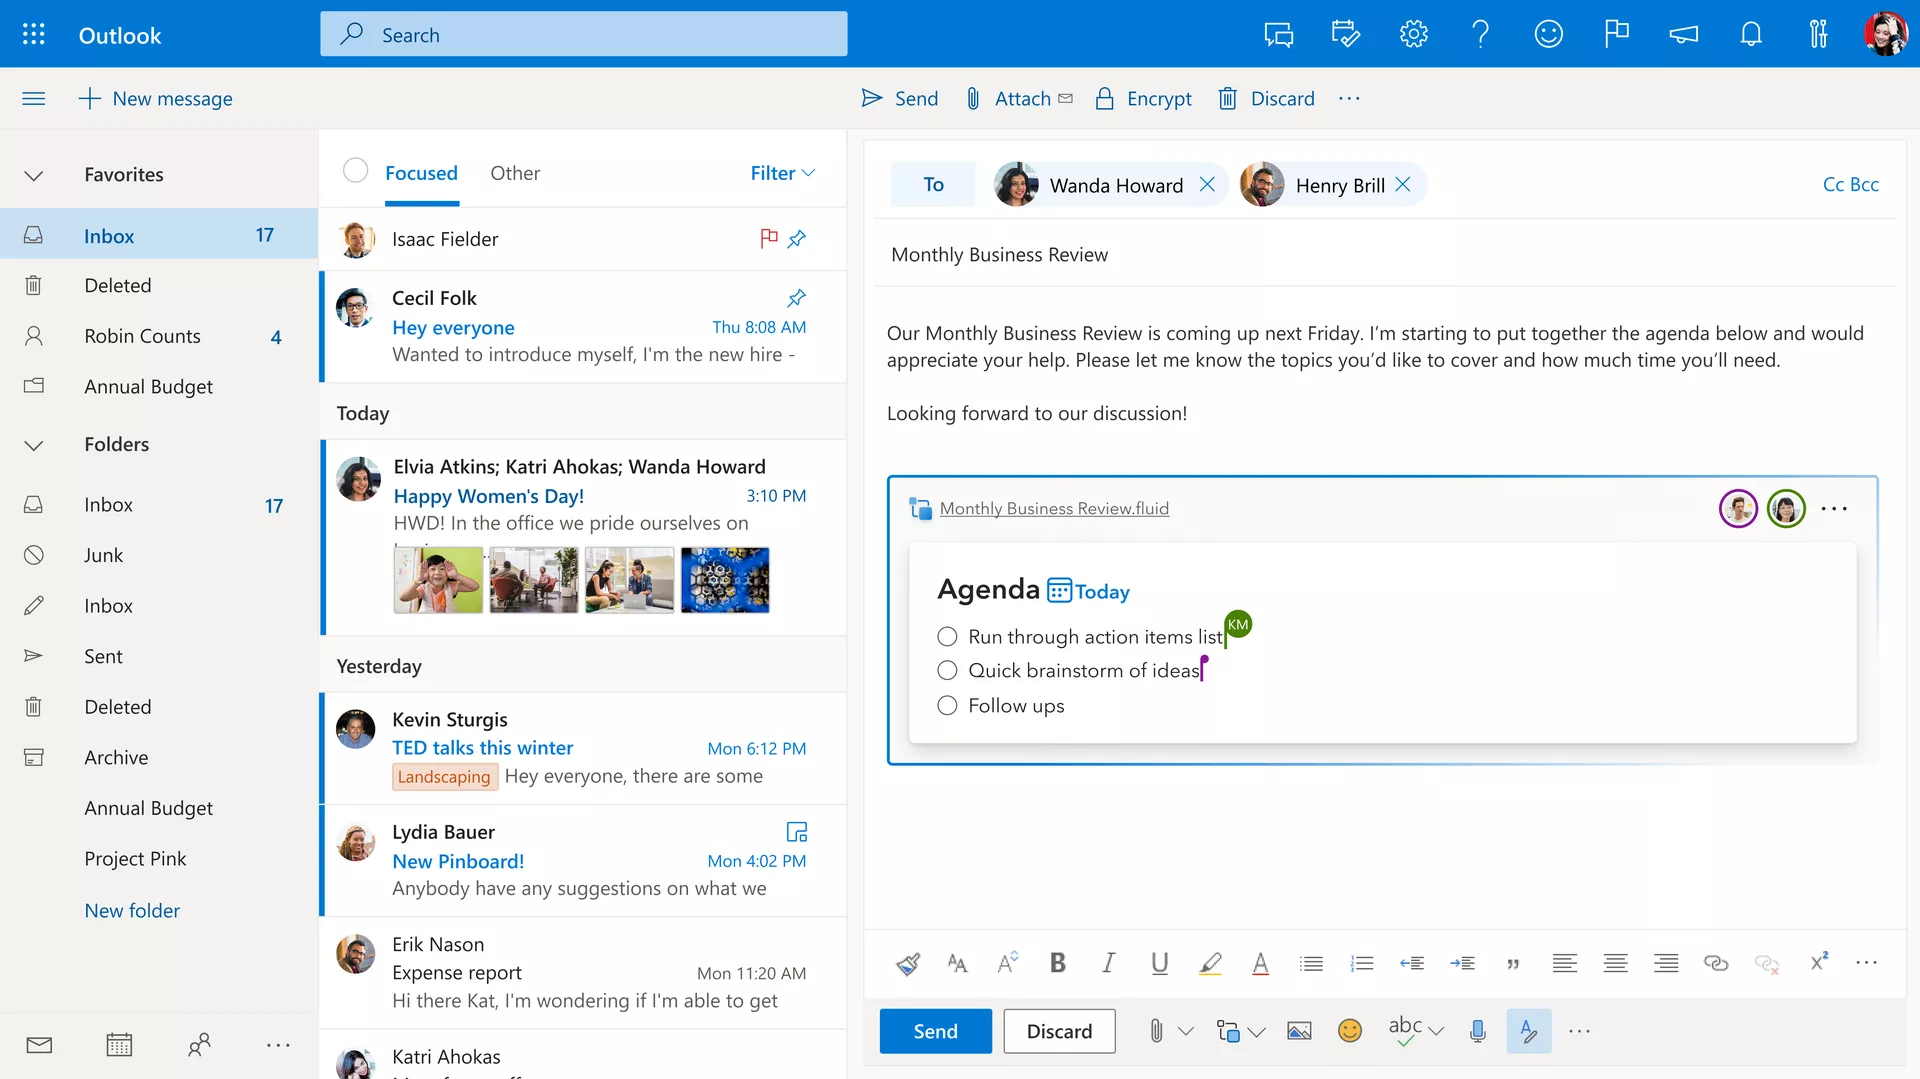 Outlook
Search
New message
Send
Attach
Encrypt
Discard
Favorites
Inbox 17
Deleted
Robin Counts 4
Annual Budget
Folders
Inbox 17
Junk
Inbox
Sent
Deleted
Archive
Annual Budget
Project Pink
New folder
Focused
Other
Filter
Isaac Fielder
Cecil Folk
Hey everyone
Thu 8:08 AM
Wanted to introduce myself, I'm the new hire -
Today
Elvia Atkins; Katri Ahokas; Wanda Howard
Happy Women's Day!
3:10 PM
HWD! In the office we pride ourselves on
Yesterday
Kevin Sturgis
TED talks this winter
Mon 6:12 PM
Landscaping Hey everyone, there are some
Lydia Bauer
New Pinboard!
Mon 4:02 PM
Anybody have any suggestions on what we
Erik Nason
Expense report
Mon 11:20 AM
Hi there Kat, I'm wondering if I'm able to get
Katri Ahokas
To
Wanda Howard
Henry Brill
Cc Bcc
Monthly Business Review
Our Monthly Business Review is coming up next Friday. I’m starting to put together the agenda below and would
appreciate your help. Please let me know the topics you’d like to cover and how much time you’ll need.
Looking forward to our discussion!
Monthly Business Review.fluid
Agenda Today
Run through action items list
KM
Quick brainstorm of ideas
Follow ups
Send
Discard
abc